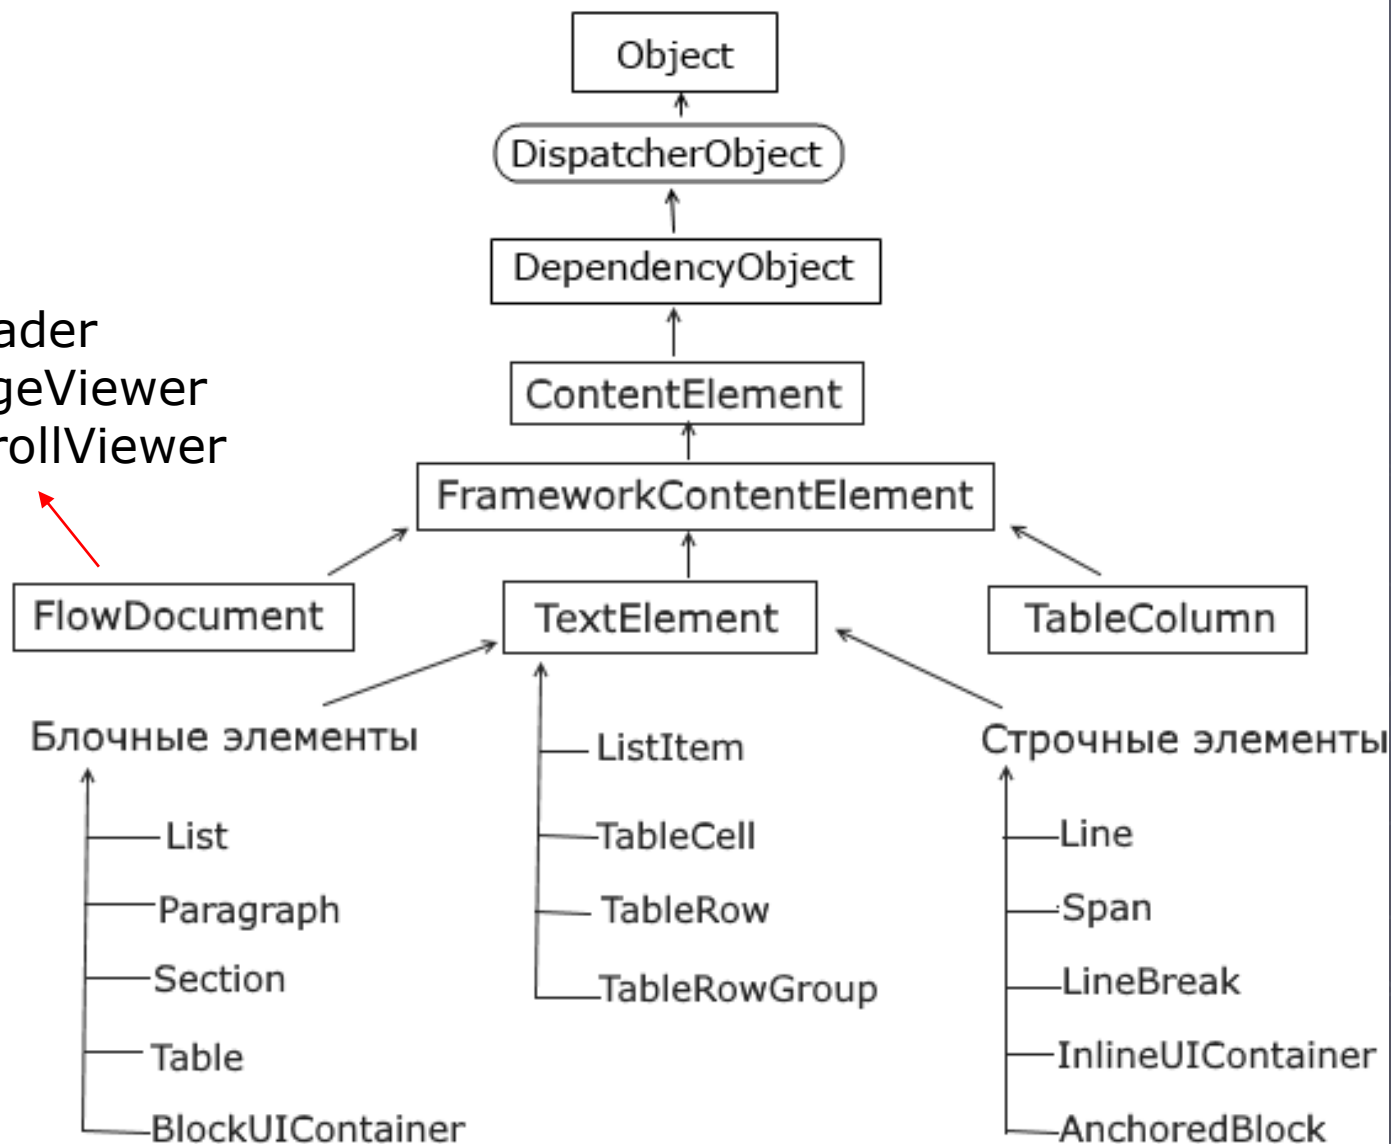 Object
DispatcherObject
DependencyObject
ader
geViewer
rollViewer
ContentElement
FrameworkContentElement
FlowDocument
TextElement
TableColumn
Блочные элементы
List
Paragraph
Section
Table
BlockUIContainer
ListItem
TableCell
TableRow
TableRowGroup
Строчные элементы
Line
Span
LineBreak
InlineUIContainer
AnchoredBlock